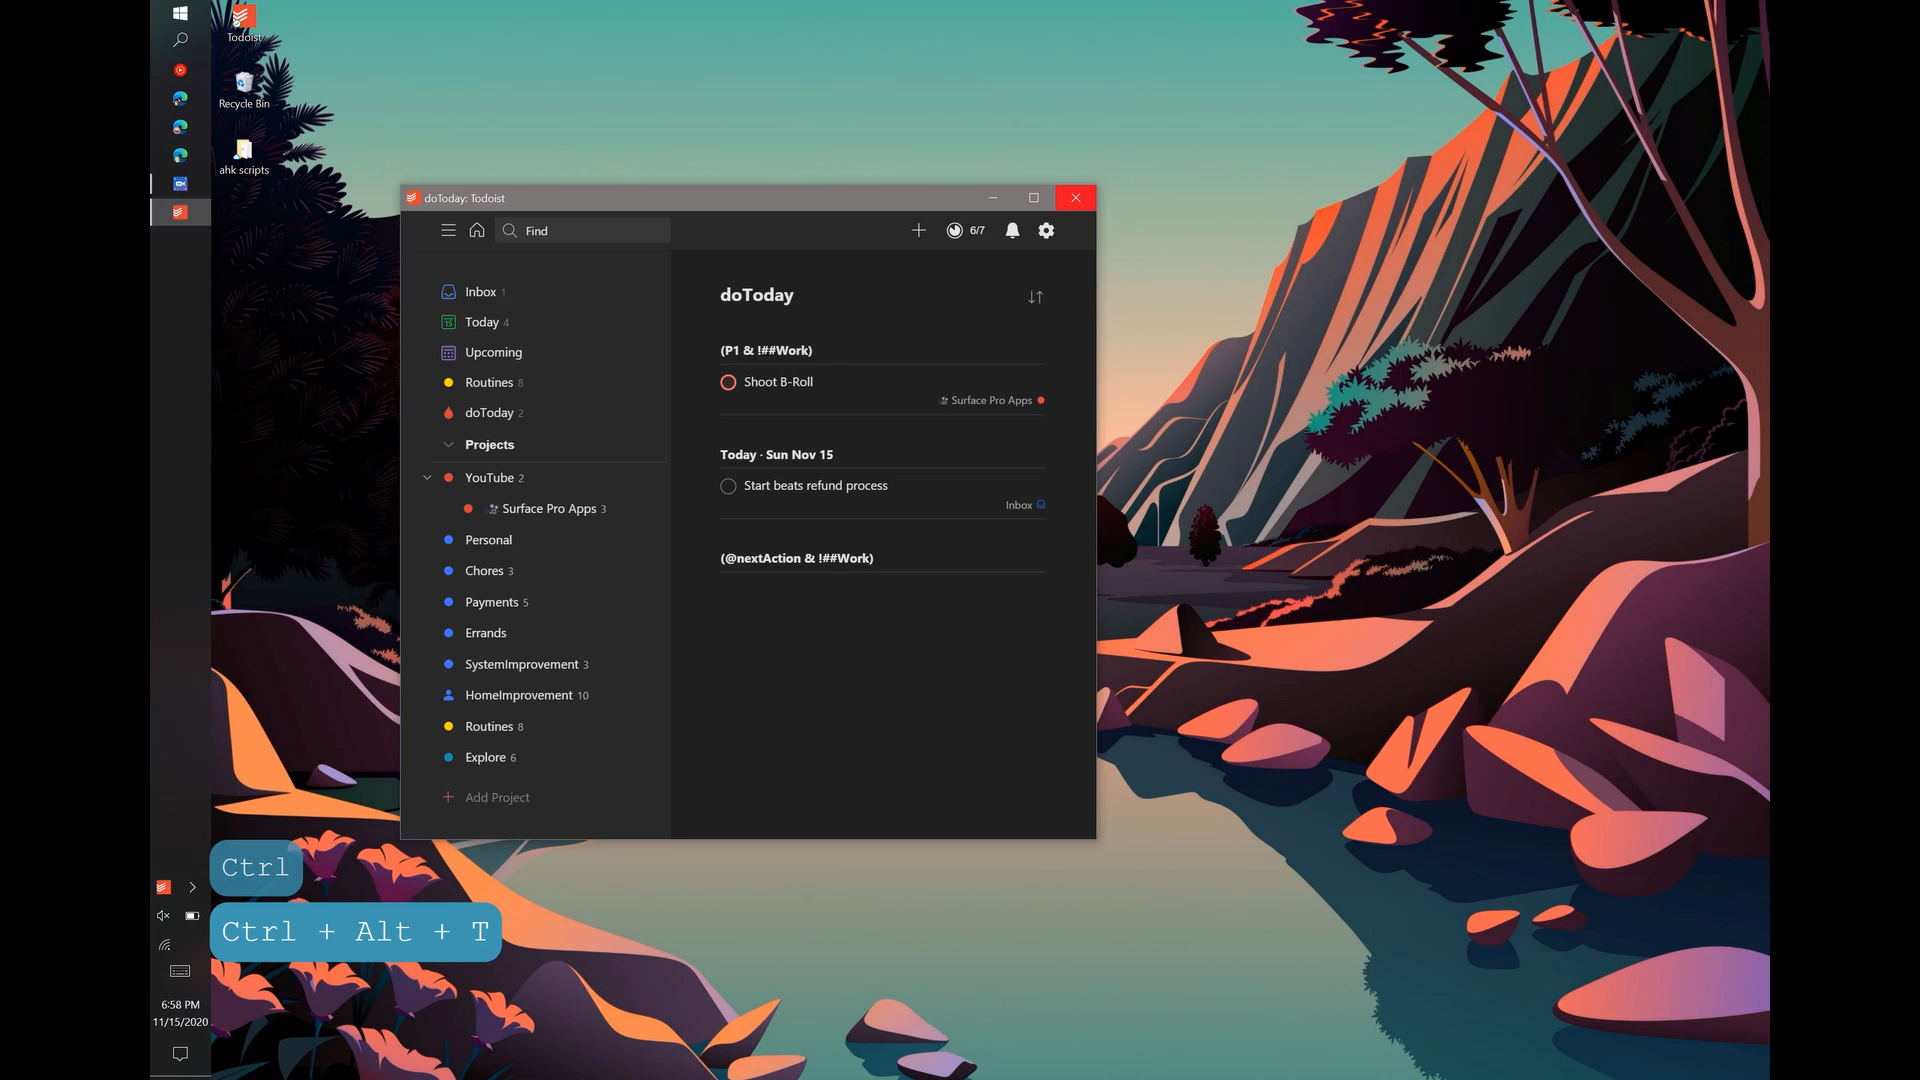 Todoist
Recycle Bin
ahk scripts
doToday: Todoist
Find
6/7
Inbox 1
Today 4
Upcoming
Routines 8
doToday 2
Projects
YouTube 2
Surface Pro Apps 3
Personal
Chores 3
Payments 5
Errands
SystemImprovement 3
HomeImprovement 10
Routines 8
Explore 6
Add Project
doToday
(P1 & !##Work)
Shoot B-Roll
Surface Pro Apps
Today · Sun Nov 15
Start beats refund process
Inbox
(@nextAction & !##Work)
Ctrl
Ctrl + Alt + T
6:58 PM
11/15/2020